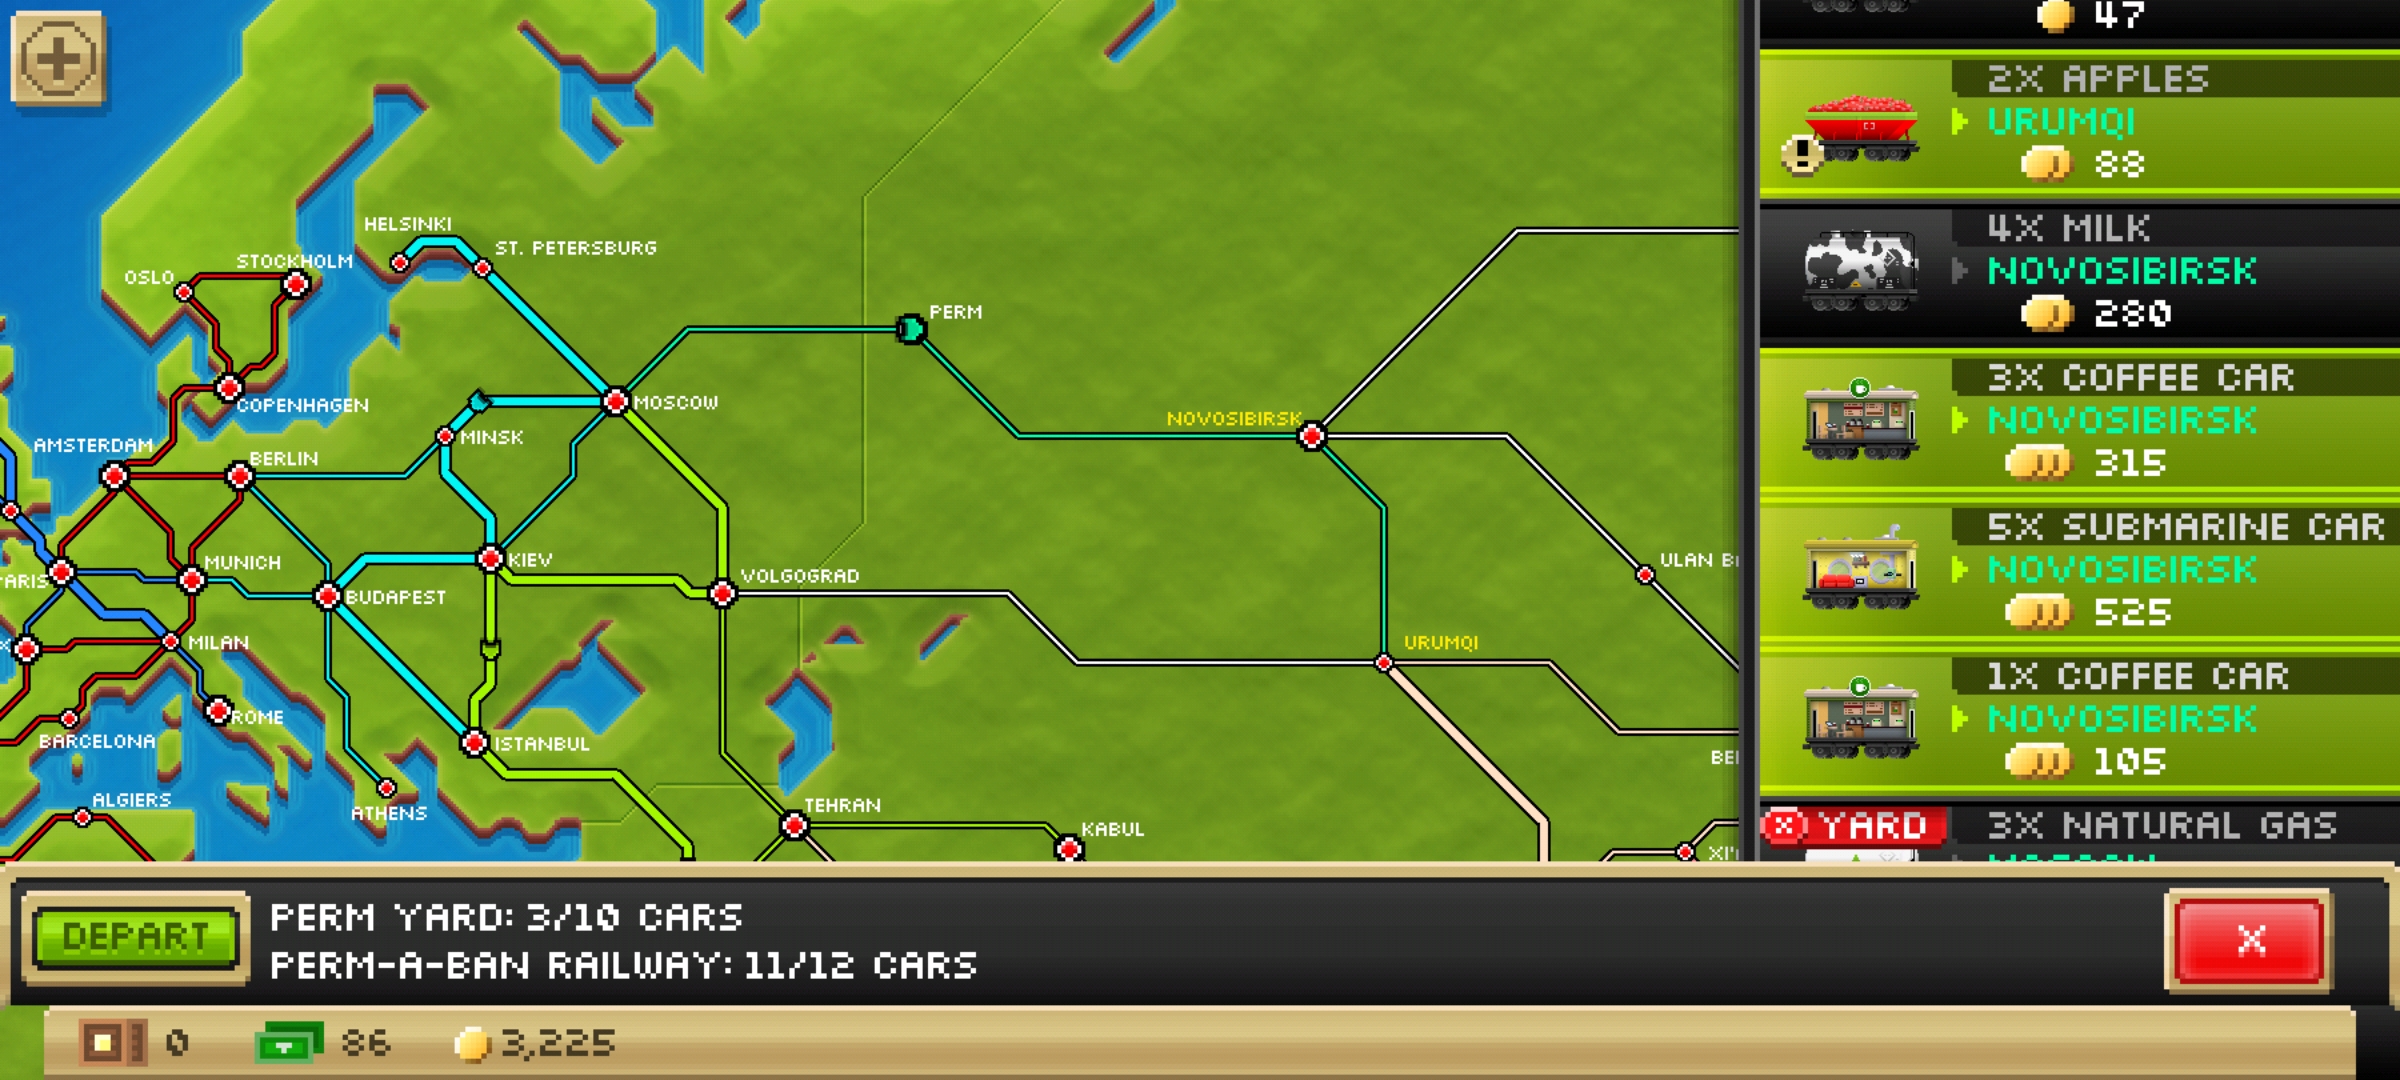 47
2X APPLES
URUMQI
88
4X MILK
NOVOSIBIRSK
280
3X COFFEE CAR
NOVOSIBIRSK
315
5X SUBMARINE CAR
NOVOSIBIRSK
525
1X COFFEE CAR
NOVOSIBIRSK
105
YARD
3X NATURAL GAS
HELSINKI
ST. PETERSBURG
STOCKHOLM
OSLO
PERM
COPENHAGEN
MOSCOW
NOVOSIBIRSK
MINSK
AMSTERDAM
BERLIN
KIEV
MUNICH
ULAN B
VOLGOGRAD
ARIS
BUDAPEST
MILAN
URUMQI
ROME
BARCELONA
ISTANBUL
BE
ALGIERS
ATHENS
TEHRAN
KABUL
XI'
DEPART
PERM YARD: 3/10 CARS
PERM-A-BAN RAILWAY: 11/12 CARS
X
0
86
3,225